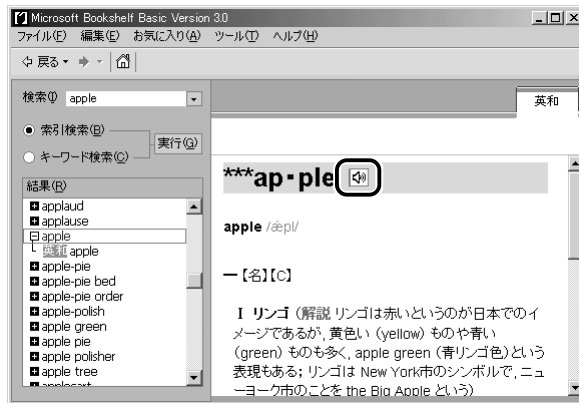 Microsoft Bookshelf Basic Version 3.0
ファイル(F) 編集(E) お気に入り(A) ツール(T) ヘルプ(H)
戻る
検索(I) apple
索引検索(B)
キーワード検索(C)
実行(G)
結果(R)
applaud
applause
apple
英和 apple
apple-pie
apple-pie bed
apple-pie order
apple-polish
apple green
apple pie
apple polisher
apple tree
applecart
英和
***ap・ple
apple /ǽpl/
━【名】【C】
I リンゴ (解説 リンゴは赤いというのが日本でのイ
メージであるが, 黄色い (yellow) ものや青い
(green) ものも多く, apple green (青リンゴ色)という
表現もある; リンゴは New York市のシンボルで, ニュ
ーヨーク市のことを the Big Apple という)